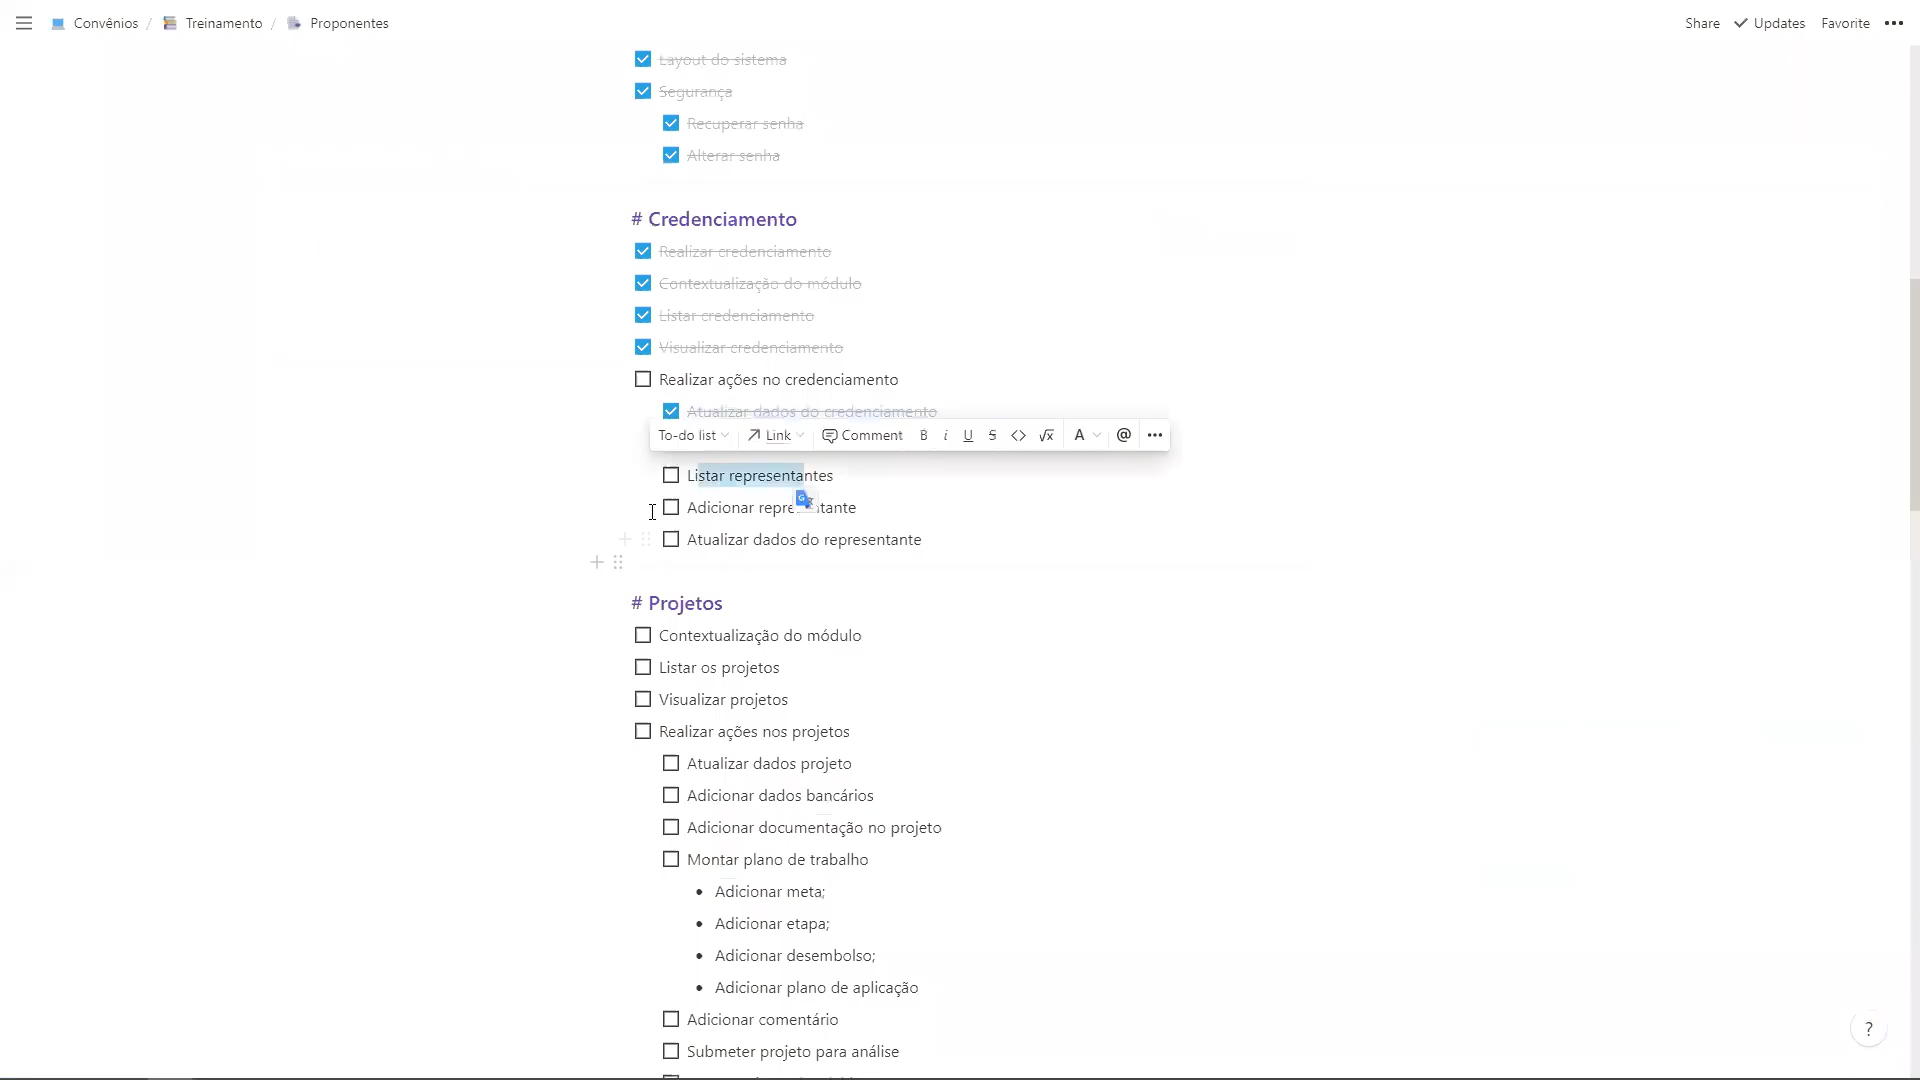 Convênios / Treinamento / Proponentes
Share Updates Favorite •••
Layout do sistema
Segurança
Recuperar senha
Alterar senha
# Credenciamento
Realizar credenciamento
Contextualização do módulo
Listar credenciamento
Visualizar credenciamento
Realizar ações no credenciamento
Atualizar dados do credenciamento
To-do list Link Comment B i U S <> √x A @ •••
Listar representantes
Adicionar repre tante
Atualizar dados do representante
# Projetos
Contextualização do módulo
Listar os projetos
Visualizar projetos
Realizar ações nos projetos
Atualizar dados projeto
Adicionar dados bancários
Adicionar documentação no projeto
Montar plano de trabalho
• Adicionar meta;
• Adicionar etapa;
• Adicionar desembolso;
• Adicionar plano de aplicação
Adicionar comentário
Submeter projeto para análise
?